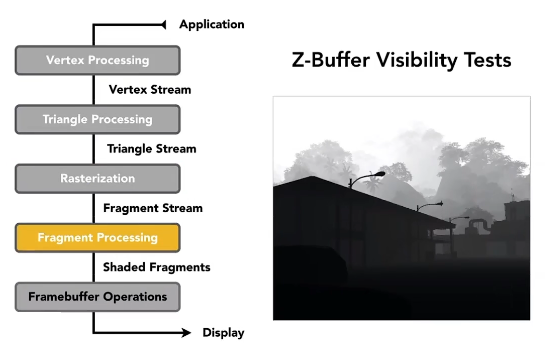 Application
Vertex Processing
Vertex Stream
Triangle Processing
Triangle Stream
Rasterization
Fragment Stream
Fragment Processing
Shaded Fragments
Framebuffer Operations
Display
Z-Buffer Visibility Tests